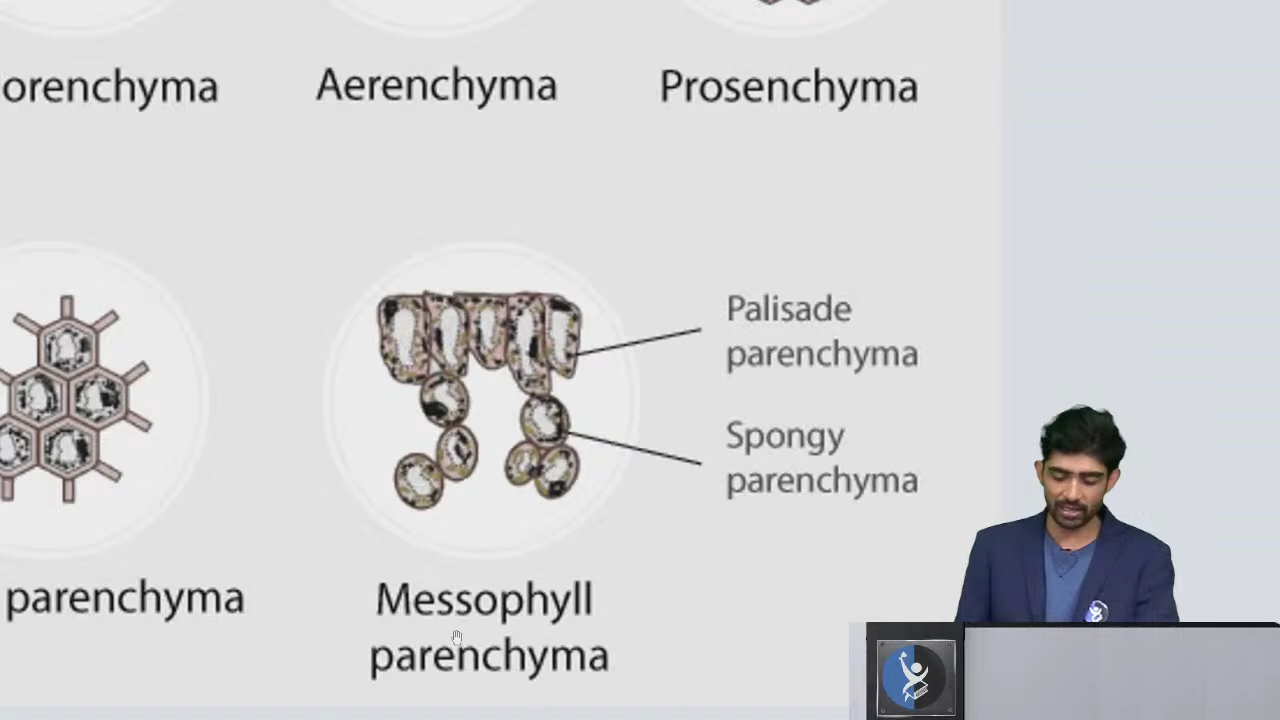 orenchyma
Aerenchyma
Prosenchyma
Palisade
parenchyma
Spongy
parenchyma
parenchyma
Messophyll
parenchyma